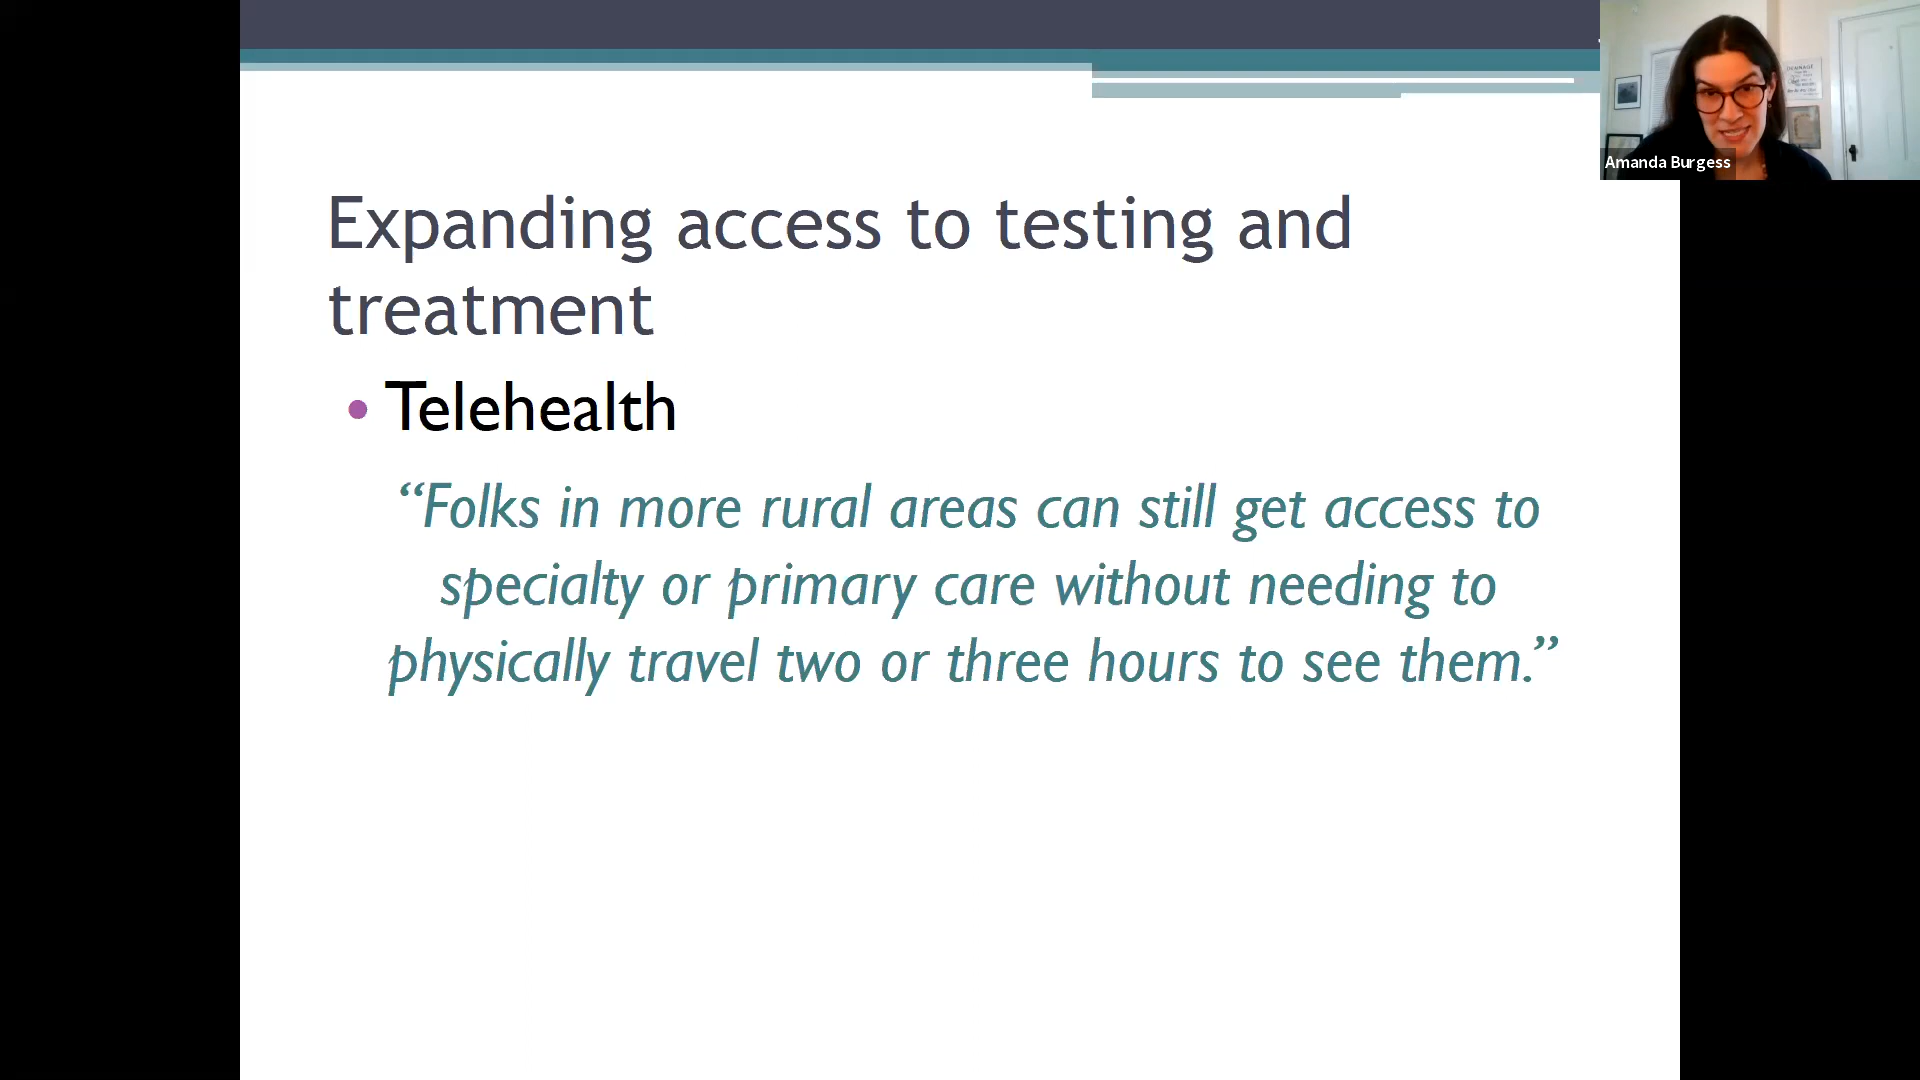 Amanda Burgess
Expanding access to testing and
treatment
• Telehealth
“Folks in more rural areas can still get access to
specialty or primary care without needing to
physically travel two or three hours to see them.”